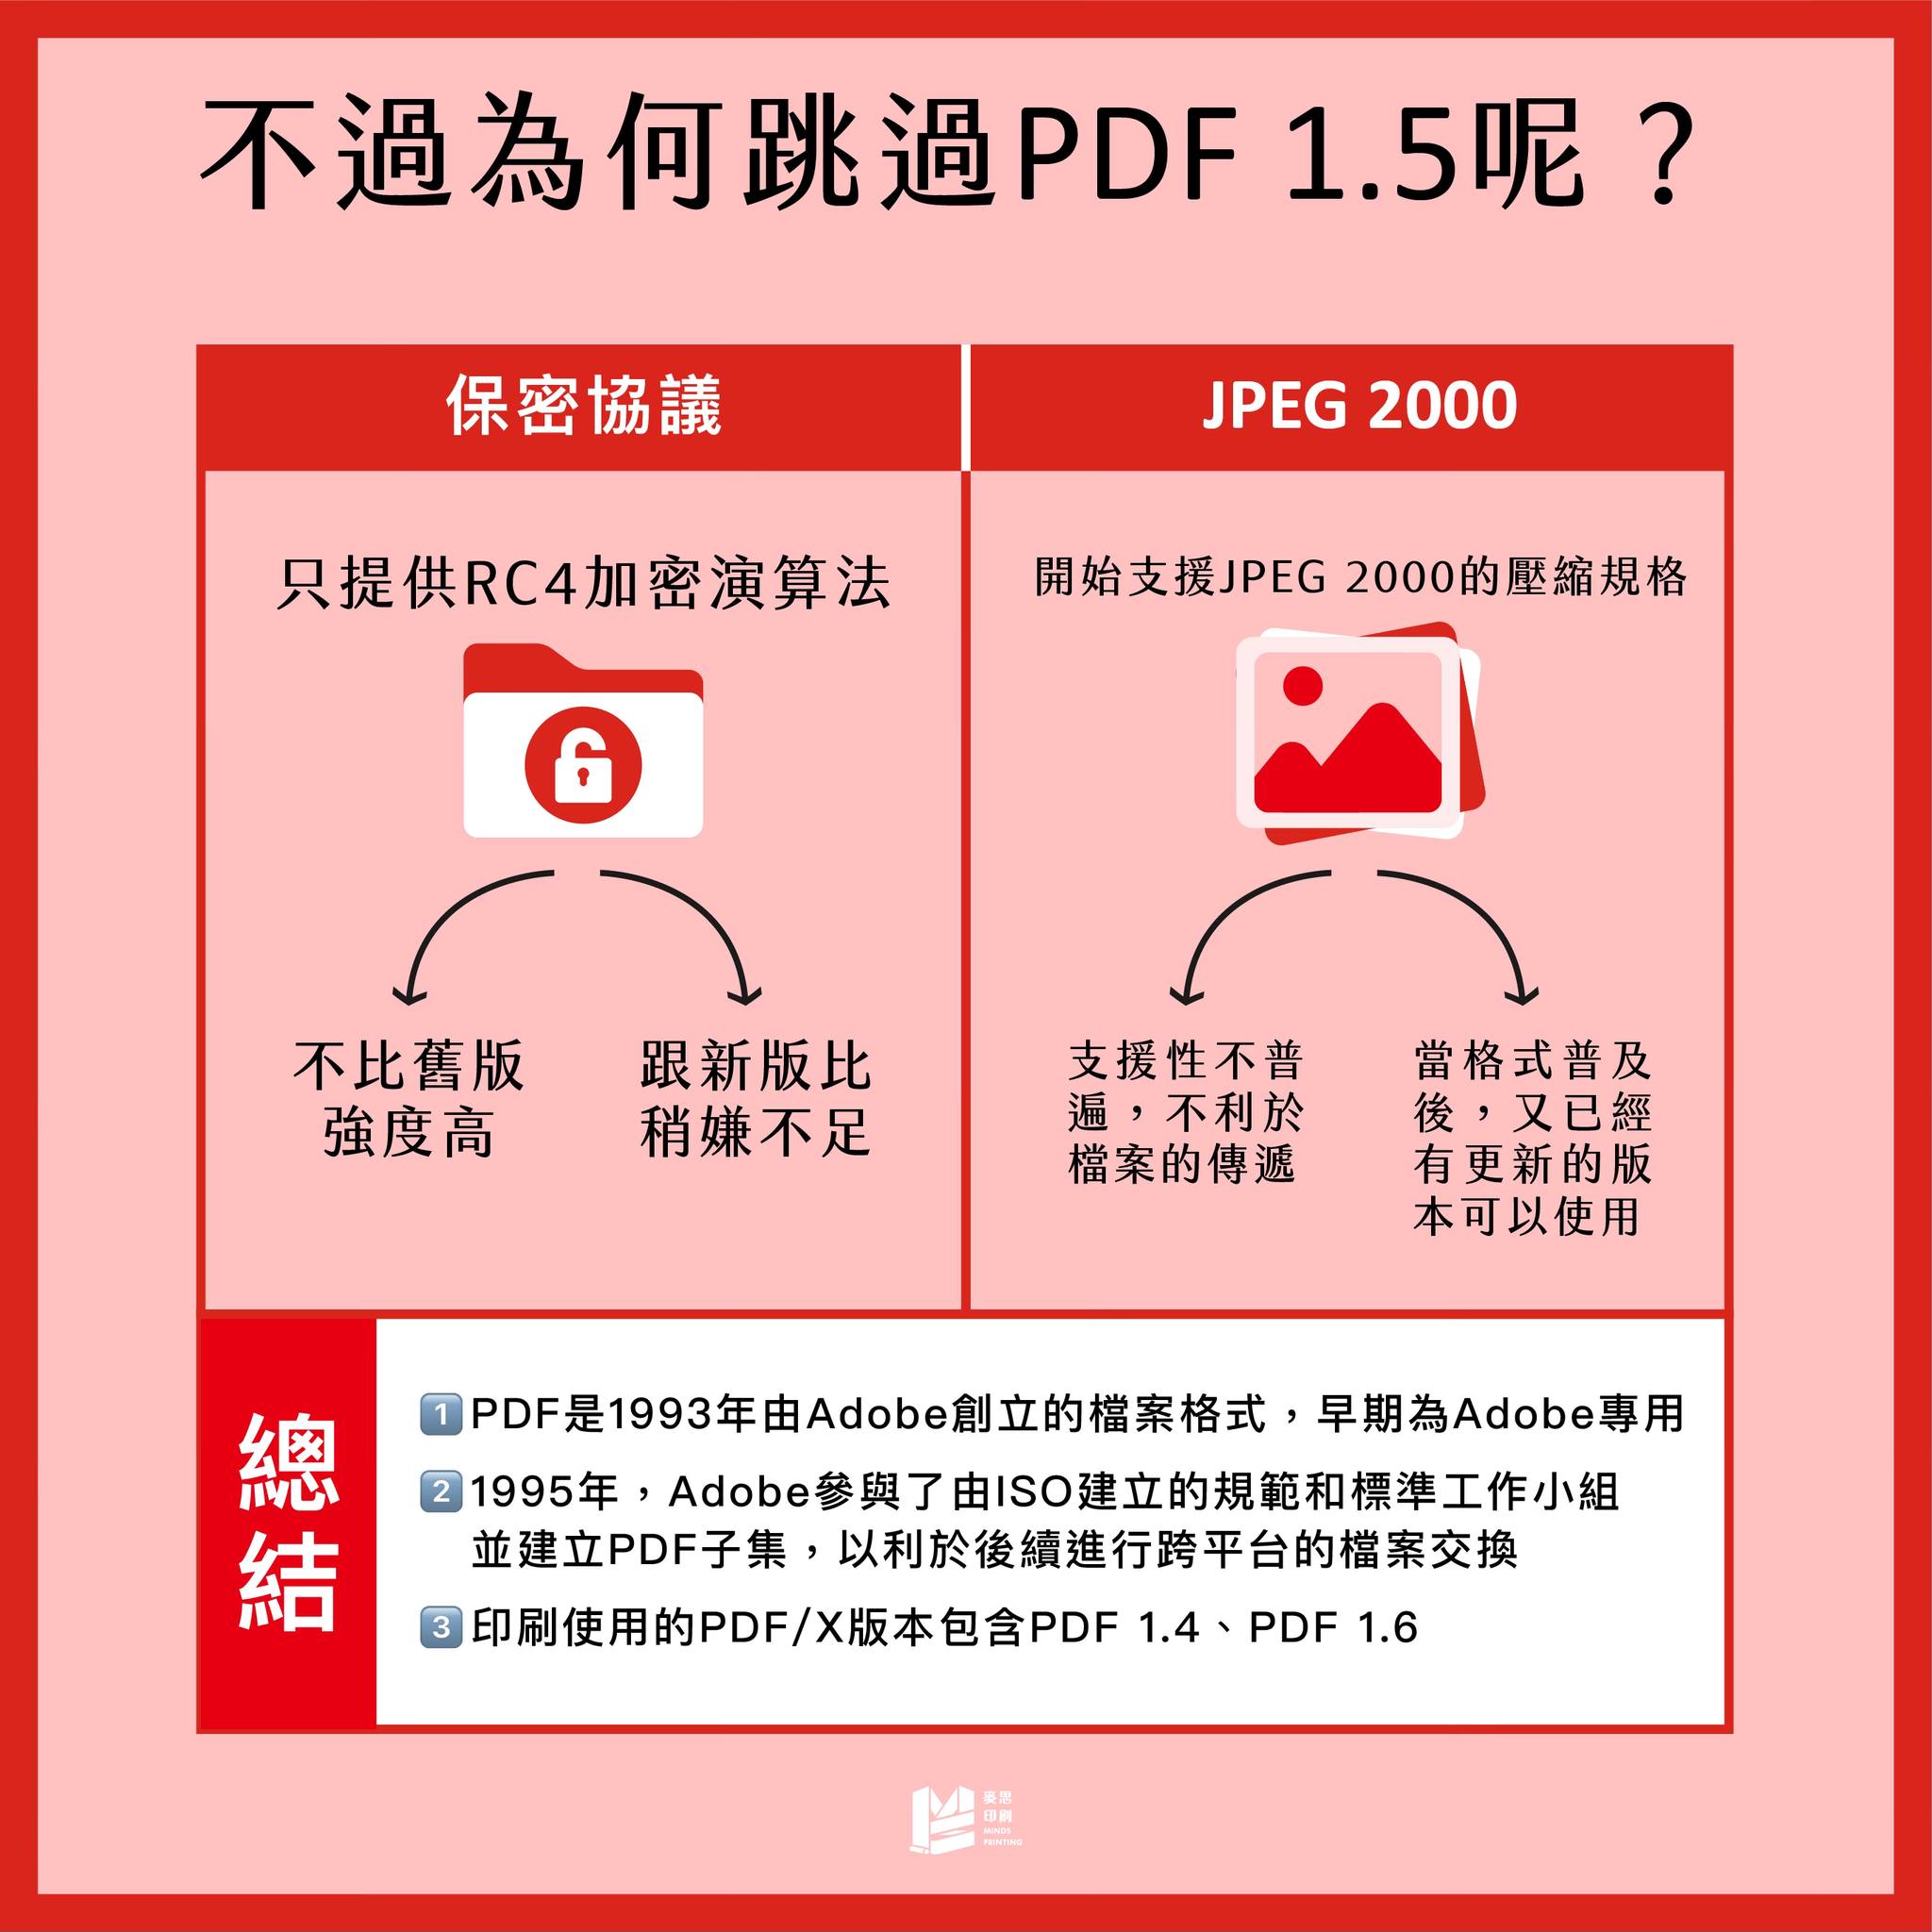 不過為何跳過PDF 1.5呢？
保密協議
JPEG 2000
只提供RC4加密演算法
開始支援JPEG 2000的壓縮規格
不比舊版
強度高
跟新版比
稍嫌不足
支援性不普
遍，不利於
檔案的傳遞
當格式普及
後，又已經
有更新的版
本可以使用
總
結
1 PDF是1993年由Adobe創立的檔案格式，早期為Adobe專用
2 1995年，Adobe參與了由ISO建立的規範和標準工作小組
並建立PDF子集，以利於後續進行跨平台的檔案交換
3 印刷使用的PDF/X版本包含PDF 1.4、PDF 1.6
麥思
印刷
MINDS
PRINTING